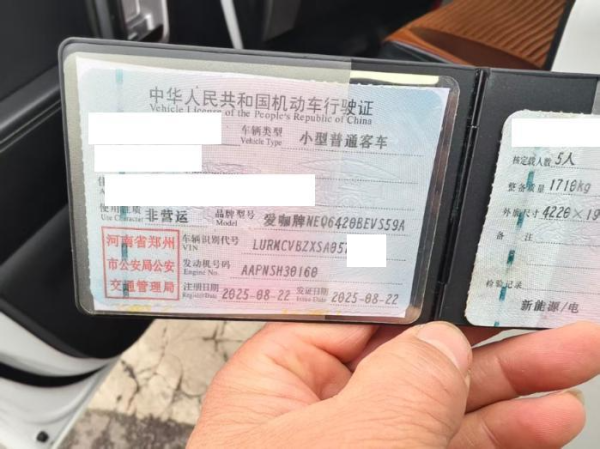 中华人民共和国机动车行驶证
Vehicle License of the People's Republic of China
车辆类型
Vehicle Type
小型普通客车
使用性质
Use Character
非营运
品牌型号
Model
爱咖牌NEQ6420BEVS59A
河南省郑州
市公安局公安
交通管理局
车辆识别代号
VIN
LURMCVBZXSA057
发动机号码
Engine No.
AAPNSH30160
注册日期
Register Date
2025-08-22
发证日期
Issue Date
2025-08-22
核定载人数 5人
整备质量 1710kg
外廓尺寸 4220×19
备注
检验记录
新能源/电